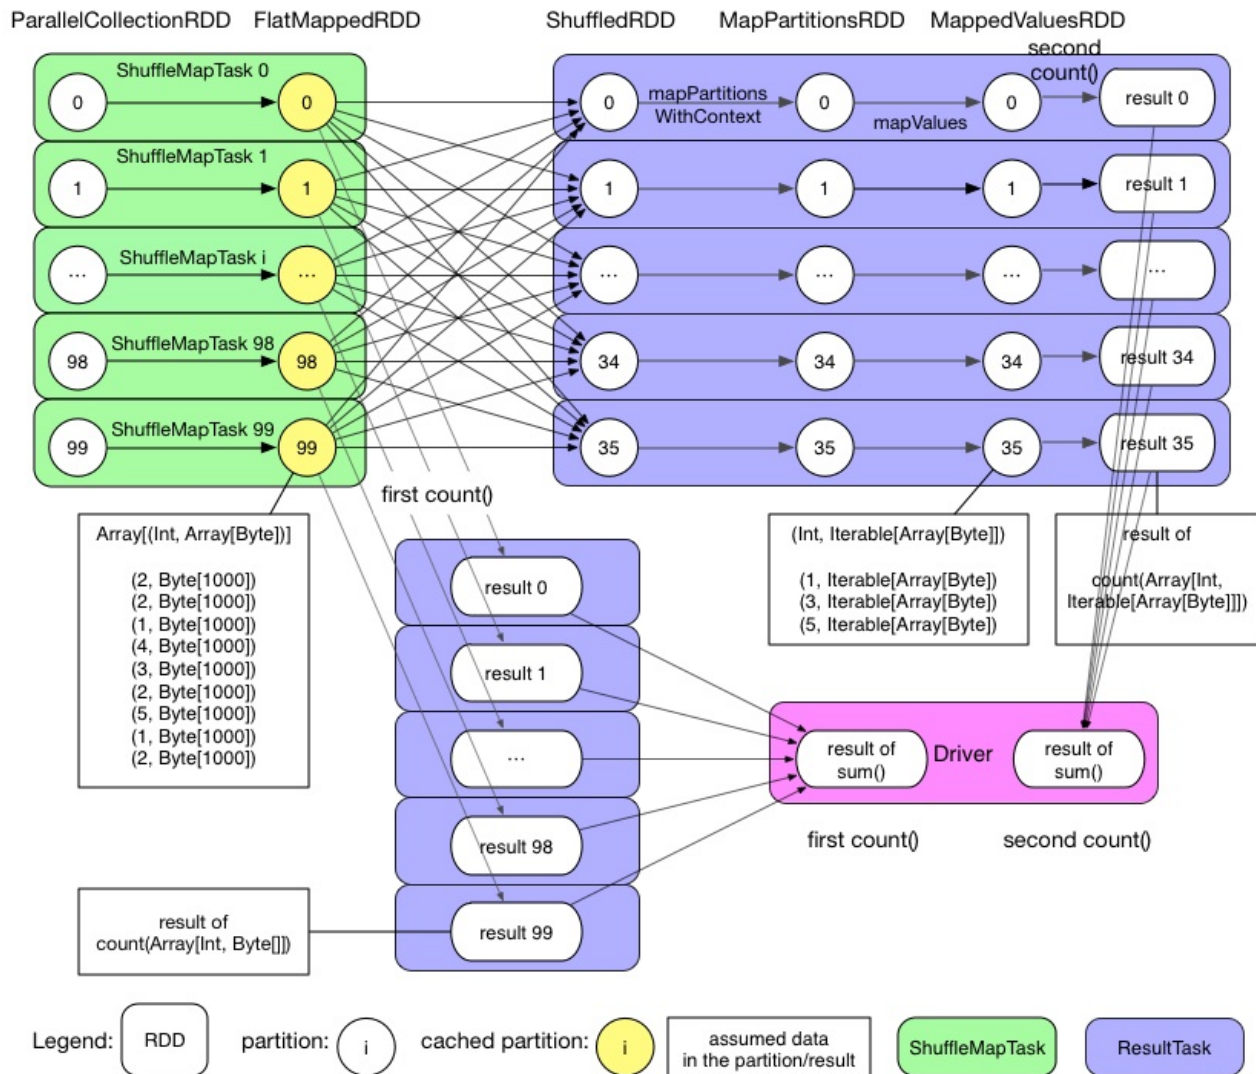 ParallelCollectionRDD FlatMappedRDD ShuffledRDD MapPartitionsRDD MappedValuesRDD
second
count()
ShuffleMapTask 0
0 0 0 mapPartitions
WithContext 0 mapValues 0 result 0
ShuffleMapTask 1
1 1 1 1 1 result 1
ShuffleMapTask i
... ... ... ... ... ...
ShuffleMapTask 98
98 98 34 34 34 result 34
ShuffleMapTask 99
99 99 35 35 35 result 35
first count()
Array[(Int, Array[Byte])]
(2, Byte[1000])
(2, Byte[1000])
(1, Byte[1000])
(4, Byte[1000])
(3, Byte[1000])
(2, Byte[1000])
(5, Byte[1000])
(1, Byte[1000])
(2, Byte[1000])
(Int, Iterable[Array[Byte]])
(1, Iterable[Array[Byte])
(3, Iterable[Array[Byte])
(5, Iterable[Array[Byte])
result of
count(Array[Int,
Iterable[Array[Byte]]])
result 0
result 1
...
result 98
result 99
result of
sum()
Driver
result of
sum()
first count() second count()
result of
count(Array[Int, Byte[]])
Legend: RDD partition: i cached partition: i assumed data
in the partition/result
ShuffleMapTask ResultTask